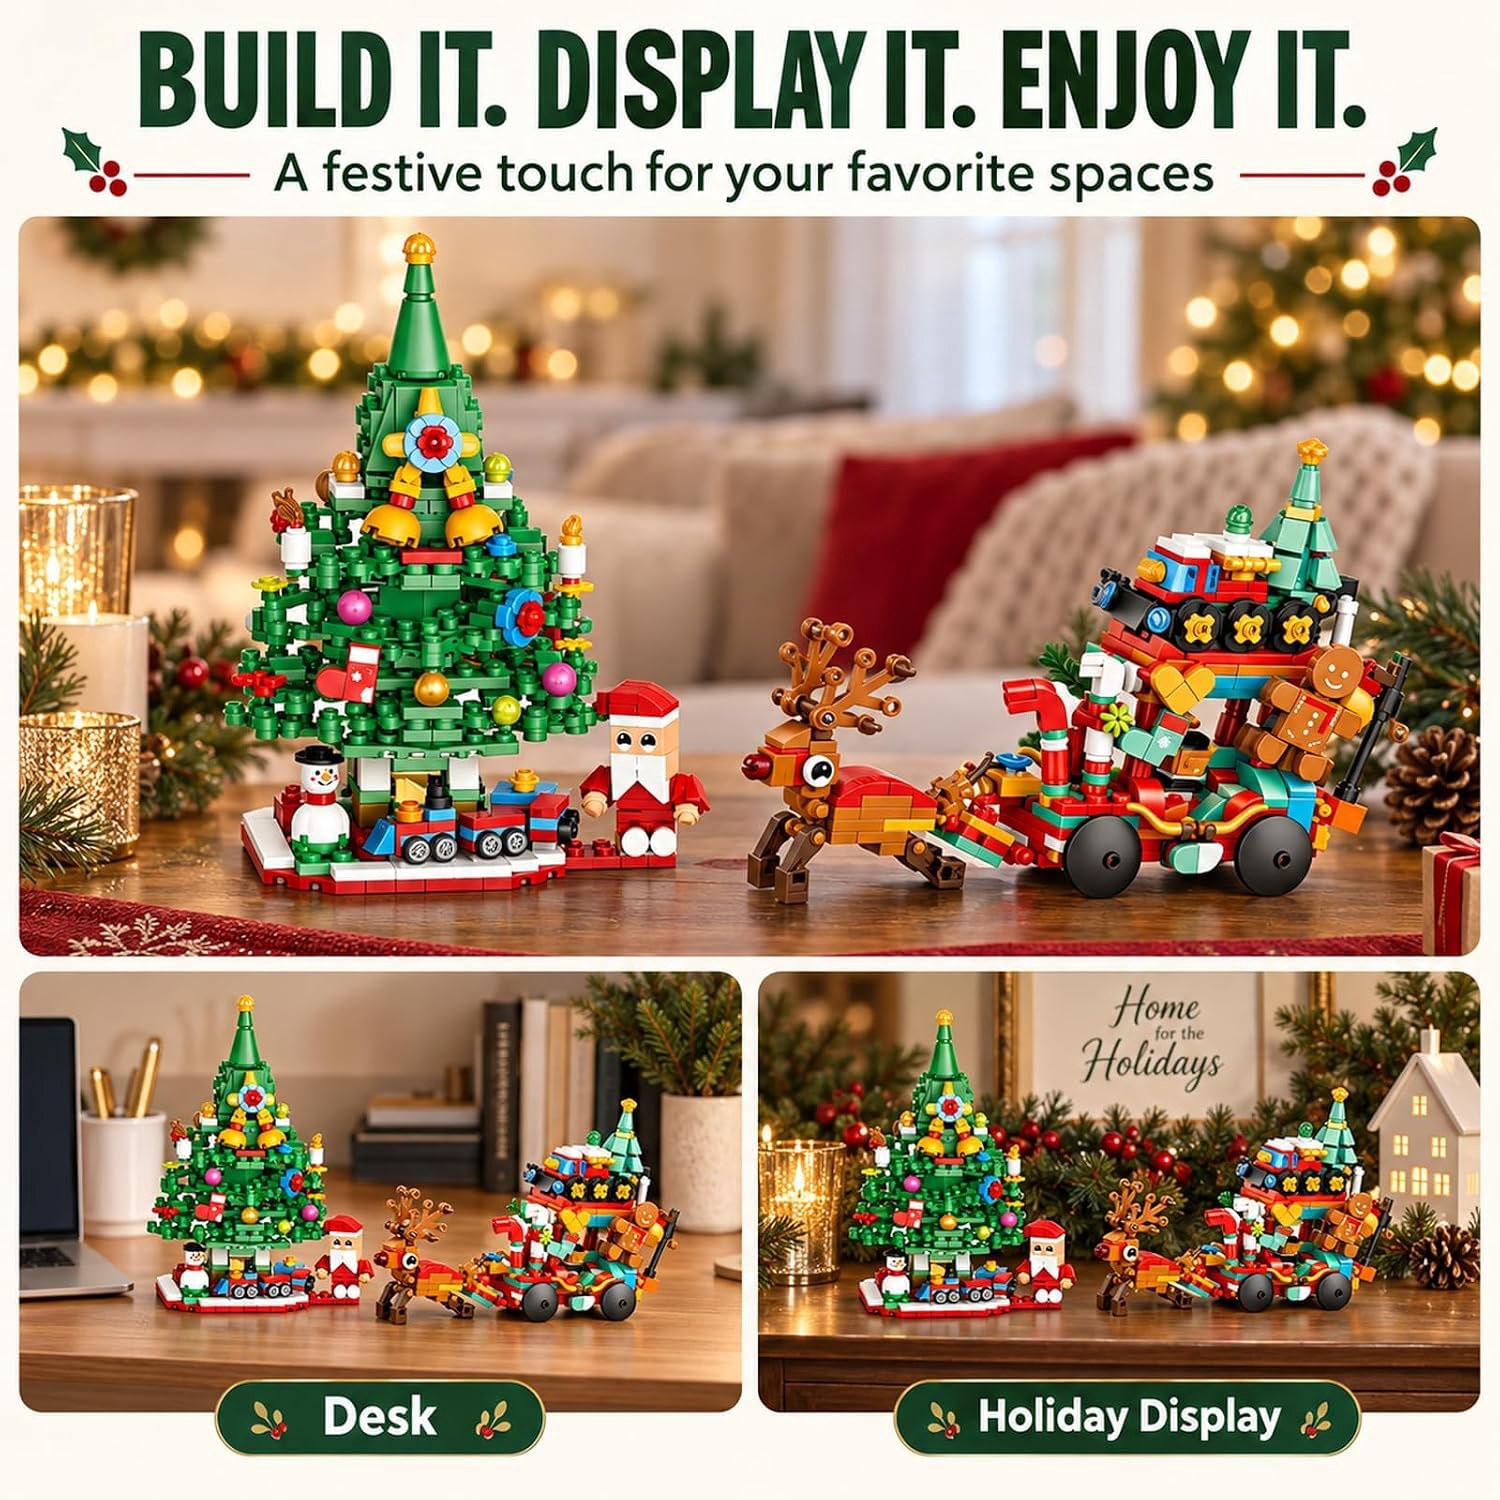 BUILD IT. DISPLAY IT. ENJOY IT.
A festive touch for your favorite spaces
Home
for the
Holidays
Desk
Holiday Display